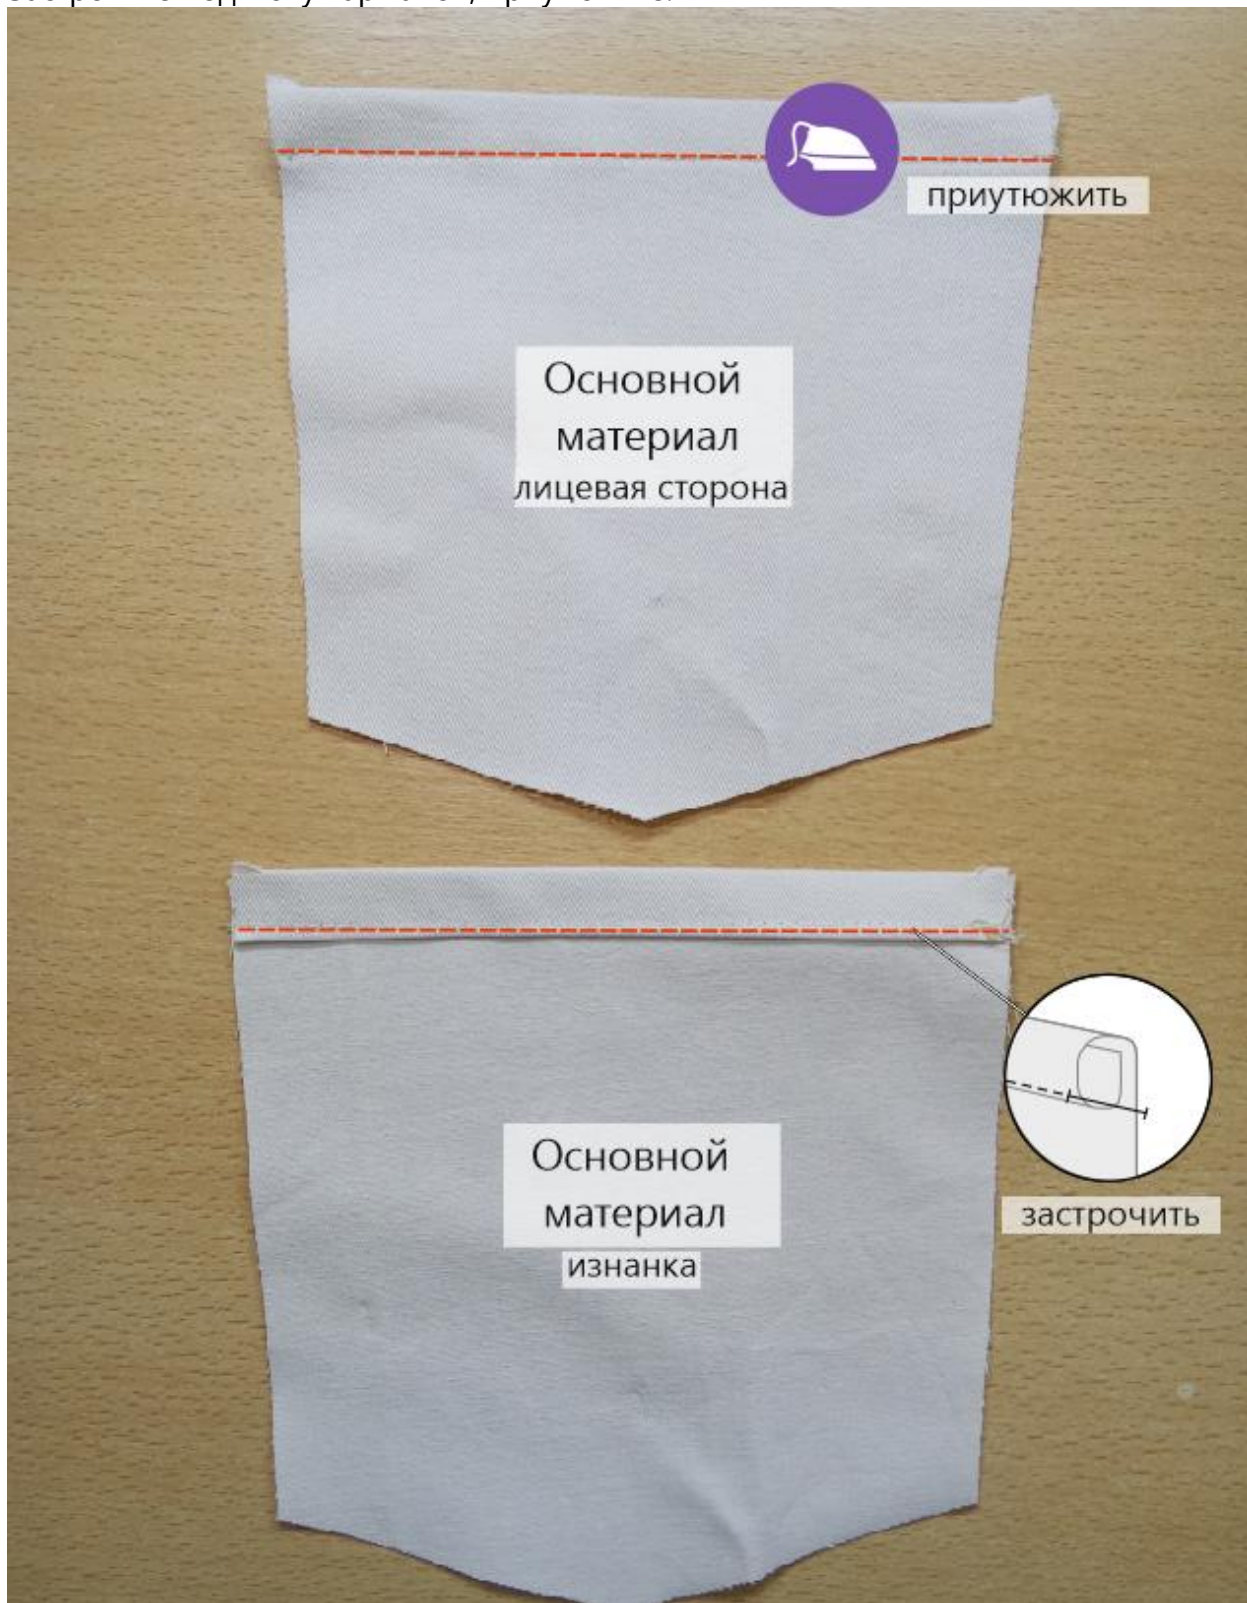 приутюжить
Основной
материал
лицевая сторона
Основной
материал
изнанка
застрочить